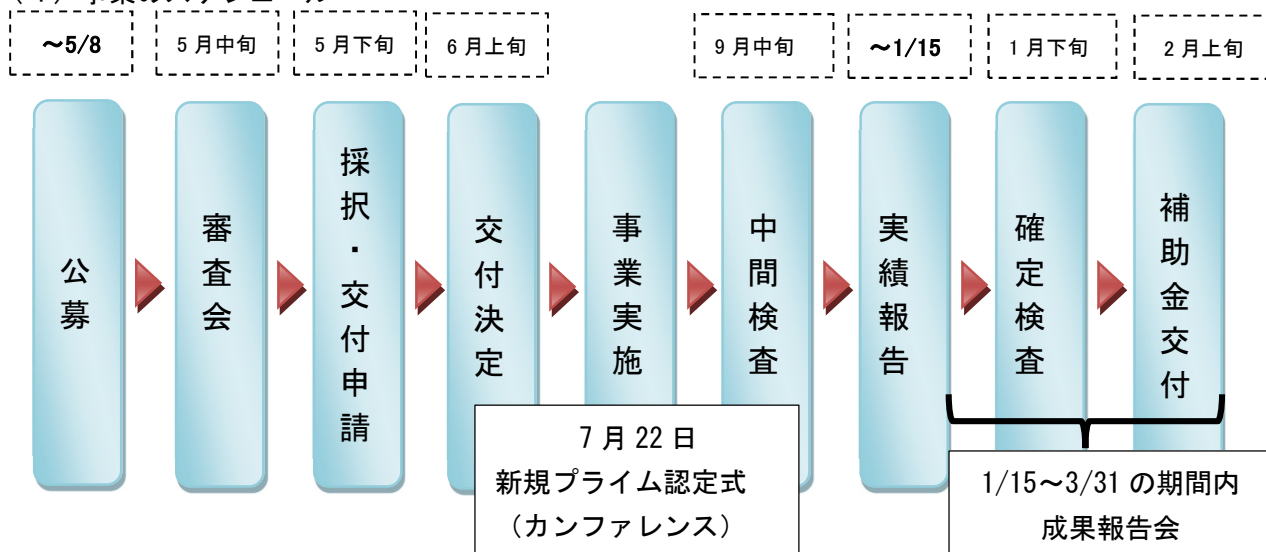 ～5/8
5月中旬
5月下旬
6月上旬
9月中旬
～1/15
1月下旬
2月上旬
公募
審査会
採択・交付申請
交付決定
事業実施
中間検査
実績報告
確定検査
補助金交付
7月22日
新規プライム認定式
（カンファレンス）
1/15～3/31の期間内
成果報告会